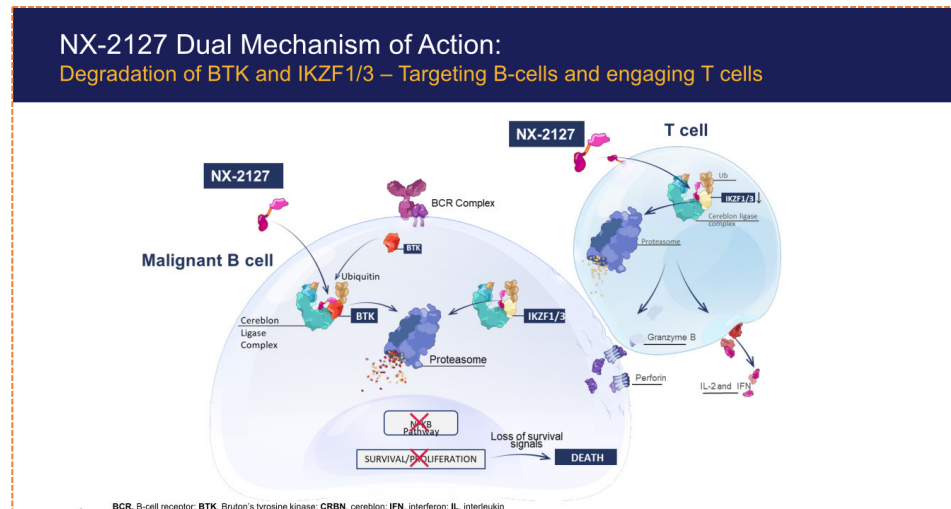 NX-2127 Dual Mechanism of Action:
Degradation of BTK and IKZF1/3 – Targeting B-cells and engaging T cells
T cell
NX-2127
Ub
IKZF1/3 ↓
Cereblon ligase
complex
Proteasome
NX-2127
BCR Complex
BTK
Malignant B cell
Ubiquitin
BTK
IKZF1/3
Cereblon
Ligase
Complex
Proteasome
Granzyme B
Perforin
IL-2 and IFN
Pathway
SURVIVAL/PROLIFERATION
Loss of survival
signals
DEATH
BCR, B-cell receptor; BTK, Bruton's tyrosine kinase; CRBN, cereblon; IFN, interferon; IL, interleukin